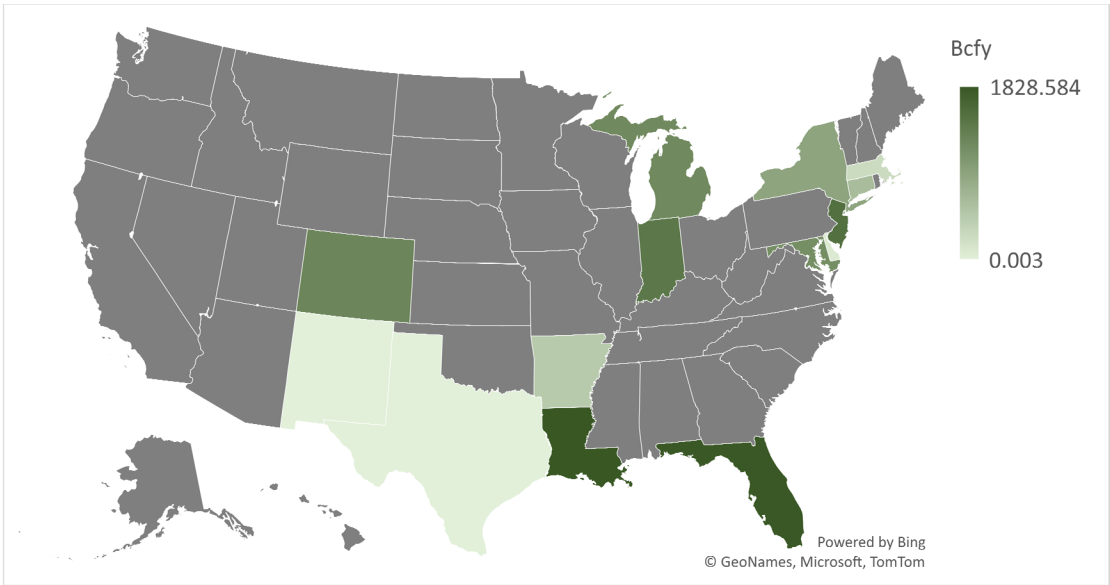 Bcfy
1828.584
0.003
Powered by Bing
© GeoNames, Microsoft, TomTom